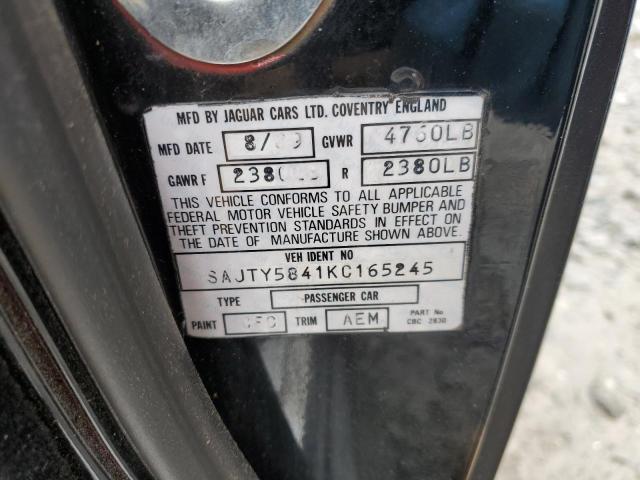 MFD BY JAGUAR CARS LTD. COVENTRY ENGLAND
MFD DATE GVWR 4760LB
GAWR F R 2380LB
THIS VEHICLE CONFORMS TO ALL APPLICABLE
FEDERAL MOTOR VEHICLE SAFETY BUMPER AND
THEFT PREVENTION STANDARDS IN EFFECT ON
THE DATE OF MANUFACTURE SHOWN ABOVE.
VEH IDENT NO
SAJTY5841KC165245
TYPE PASSENGER CAR
PAINT TRIM AEM PART No
CBC 2830